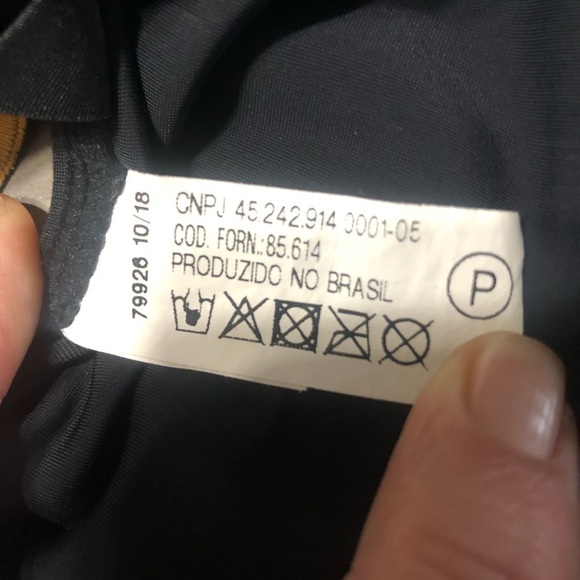 79926 10/18
CNPJ 45.242.914 0001-05
COD. FORN.:85.614
PRODUZIDO NO BRASIL
P